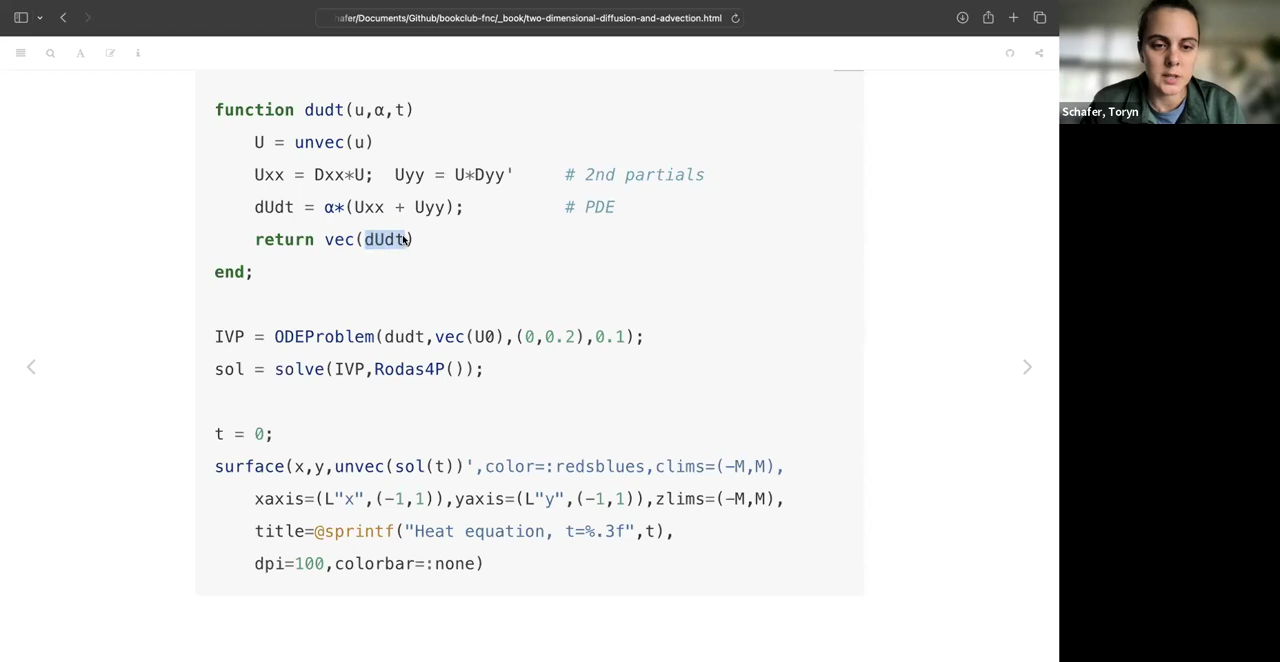 hafer/Documents/Github/bookclub-fnc/_book/two-dimensional-diffusion-and-advection.html
Schafer, Toryn
function dudt(u,α,t)
    U = unvec(u)
    Uxx = Dxx*U;  Uyy = U*Dyy'     # 2nd partials
    dUdt = α*(Uxx + Uyy);          # PDE
    return vec(dUdt)
end;
IVP = ODEProblem(dudt,vec(U0),(0,0.2),0.1);
sol = solve(IVP,Rodas4P());
t = 0;
surface(x,y,unvec(sol(t))',color=:redsblues,clims=(-M,M),
    xaxis=(L"x",(-1,1)),yaxis=(L"y",(-1,1)),zlims=(-M,M),
    title=@sprintf("Heat equation, t=%.3f",t),
    dpi=100,colorbar=:none)